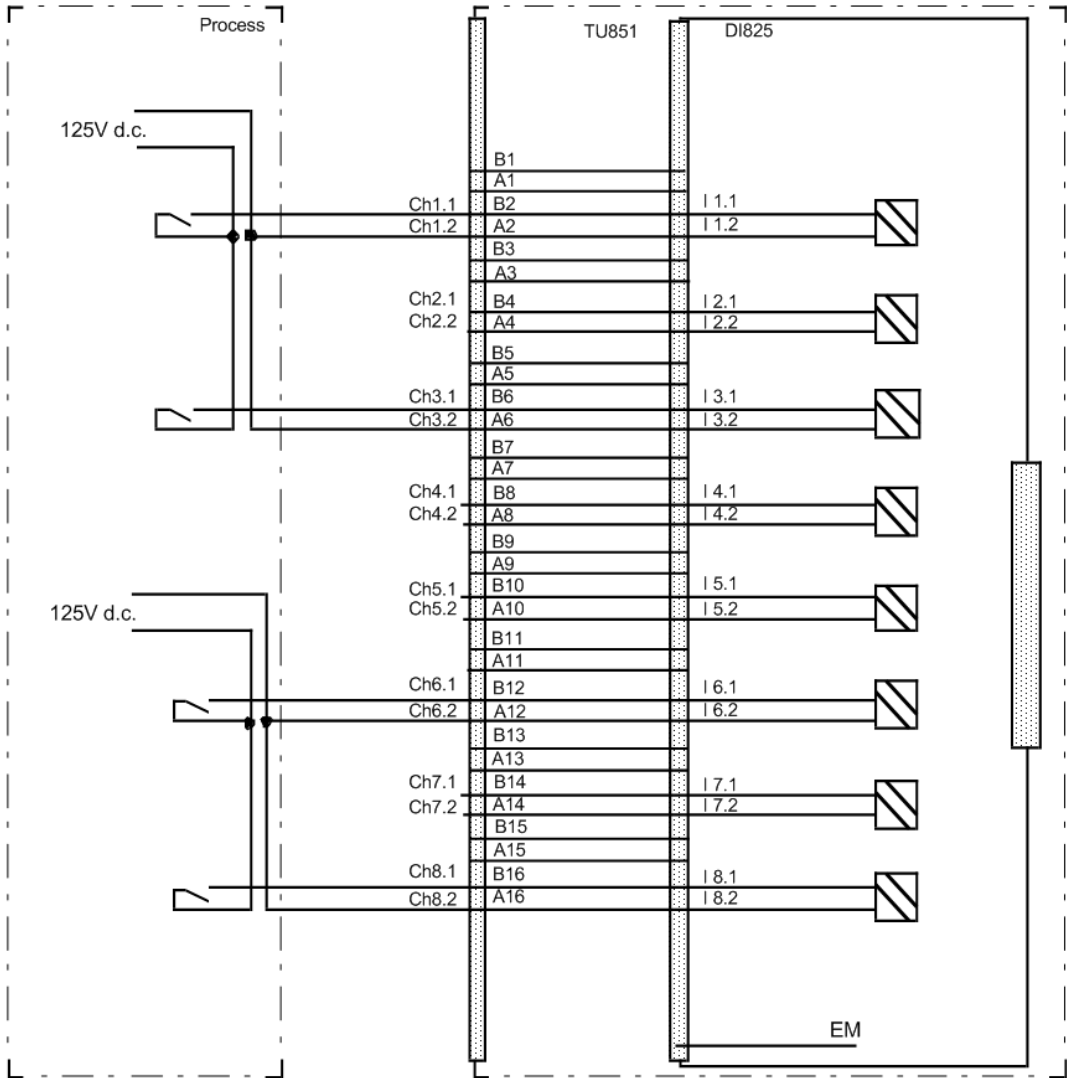 Process
TU851
DI825
125V d.c.
B1
A1
Ch1.1 B2 I 1.1
Ch1.2 A2 I 1.2
B3
A3
Ch2.1 B4 I 2.1
Ch2.2 A4 I 2.2
B5
A5
Ch3.1 B6 I 3.1
Ch3.2 A6 I 3.2
B7
A7
Ch4.1 B8 I 4.1
Ch4.2 A8 I 4.2
B9
A9
Ch5.1 B10 I 5.1
125V d.c.
Ch5.2 A10 I 5.2
B11
A11
Ch6.1 B12 I 6.1
Ch6.2 A12 I 6.2
B13
A13
Ch7.1 B14 I 7.1
Ch7.2 A14 I 7.2
B15
A15
Ch8.1 B16 I 8.1
Ch8.2 A16 I 8.2
EM